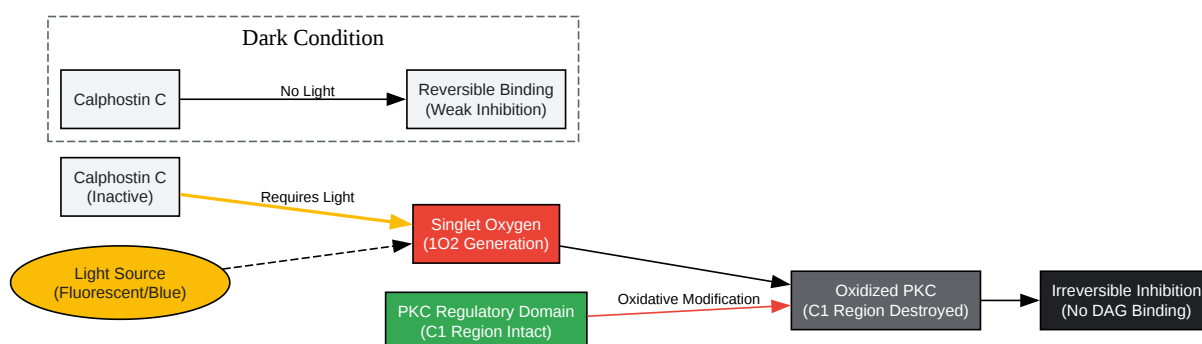 Dark Condition
Calphostin C
No Light
Reversible Binding
(Weak Inhibition)
Calphostin C
(Inactive)
Requires Light
Singlet Oxygen
(1O2 Generation)
Light Source
(Fluorescent/Blue)
PKC Regulatory Domain
(C1 Region Intact)
Oxidative Modification
Oxidized PKC
(C1 Region Destroyed)
Irreversible Inhibition
(No DAG Binding)